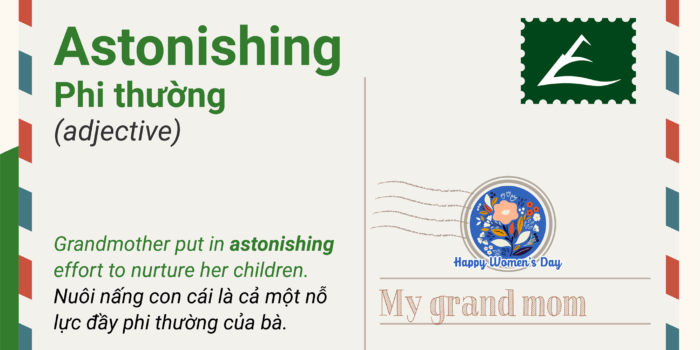 Astonishing
Phi thường
(adjective)
Grandmother put in astonishing
effort to nurture her children.
Nuôi nấng con cái là cả một nỗ
lực đầy phi thường của bà.
Happy Women's Day
My grand mom